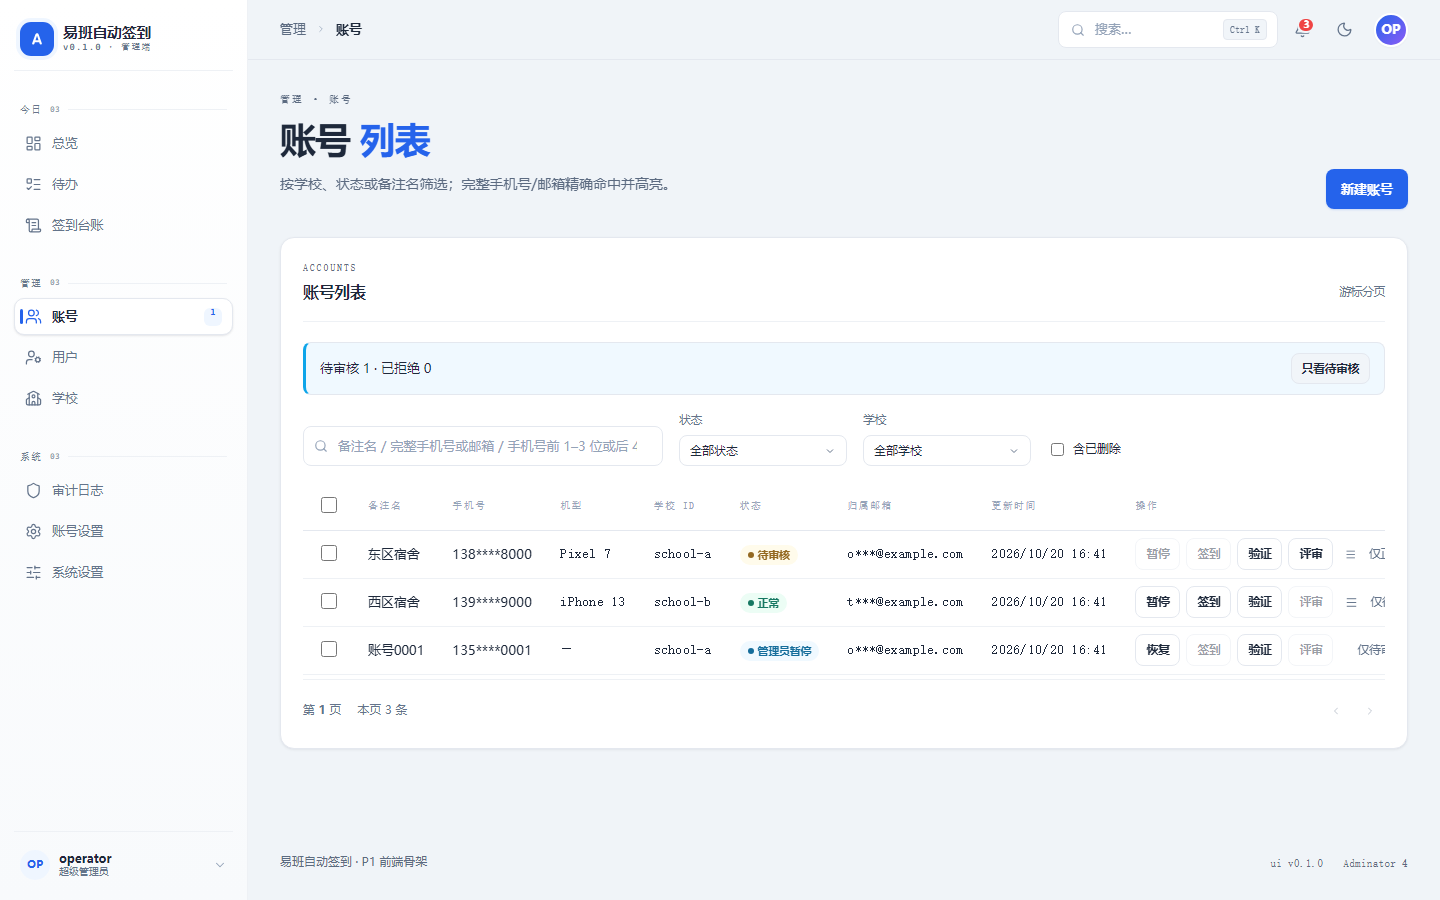 A 易班自动签到
v0.1.0 · 管理端
今日 03
总览
待办
签到台账
管理 03
账号 1
用户
学校
系统 03
审计日志
账号设置
系统设置
OP operator
超级管理员
管理 › 账号
搜索... Ctrl K 3 OP
管理 · 账号
账号 列表
按学校、状态或备注名筛选；完整手机号/邮箱精确命中并高亮。
新建账号
ACCOUNTS
账号列表
游标分页
待审核 1 · 已拒绝 0
只看待审核
备注名 / 完整手机号或邮箱 / 手机号前 1–3 位或后
状态
全部状态
学校
全部学校
含已删除
备注名 手机号 机型 学校 ID 状态 归属邮箱 更新时间 操作
东区宿舍 138****8000 Pixel 7 school-a 待审核 o***@example.com 2026/10/20 16:41 暂停 签到 验证 评审 仅
西区宿舍 139****9000 iPhone 13 school-b 正常 t***@example.com 2026/10/20 16:41 暂停 签到 验证 评审 仅
账号0001 135****0001 — school-a 管理员暂停 o***@example.com 2026/10/20 16:41 恢复 签到 验证 评审 仅待
第 1 页 本页 3 条
易班自动签到 · P1 前端骨架
ui v0.1.0 Adminator 4